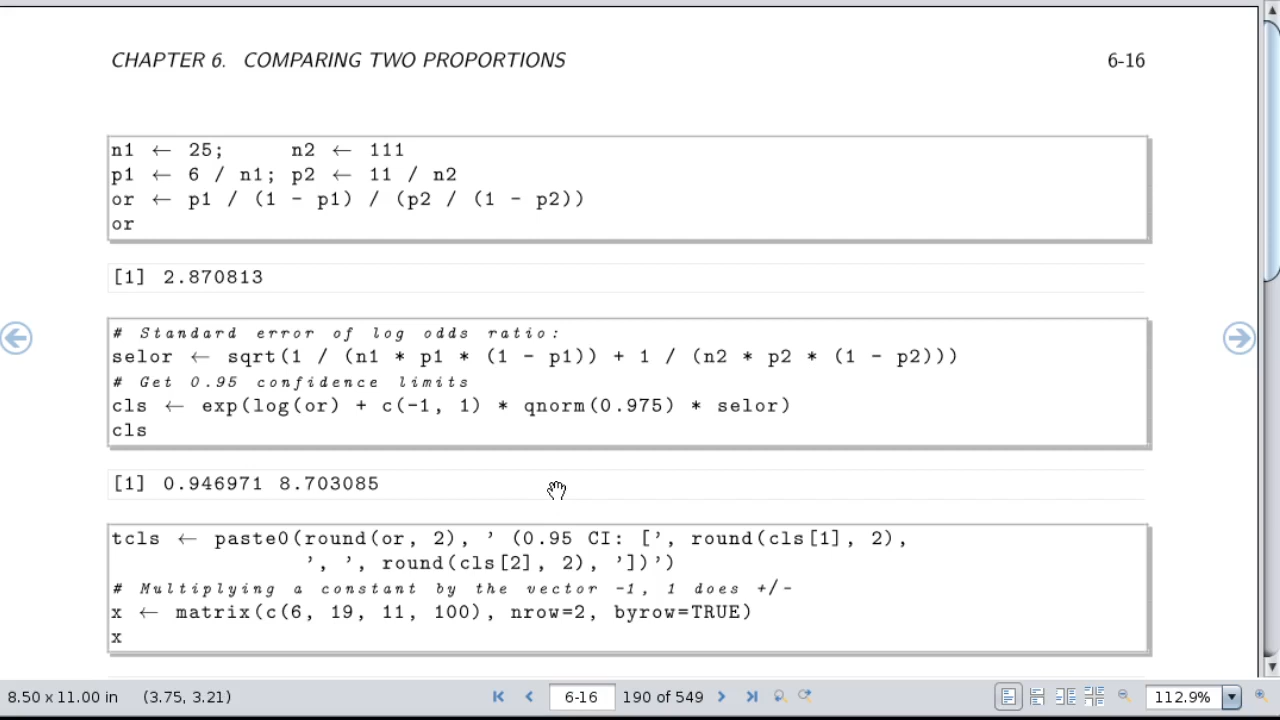 CHAPTER 6. COMPARING TWO PROPORTIONS 6-16
n1 ← 25; n2 ← 111
p1 ← 6 / n1; p2 ← 11 / n2
or ← p1 / (1 - p1) / (p2 / (1 - p2))
or
[1] 2.870813
# Standard error of log odds ratio:
selor ← sqrt(1 / (n1 * p1 * (1 - p1)) + 1 / (n2 * p2 * (1 - p2)))
# Get 0.95 confidence limits
cls ← exp(log(or) + c(-1, 1) * qnorm(0.975) * selor)
cls
[1] 0.946971 8.703085
tcls ← paste0(round(or, 2), ' (0.95 CI: [', round(cls[1], 2),
', ', round(cls[2], 2), '])')
# Multiplying a constant by the vector -1, 1 does +/-
x ← matrix(c(6, 19, 11, 100), nrow=2, byrow=TRUE)
x
8.50 x 11.00 in (3.75, 3.21) 6-16 190 of 549 112.9%